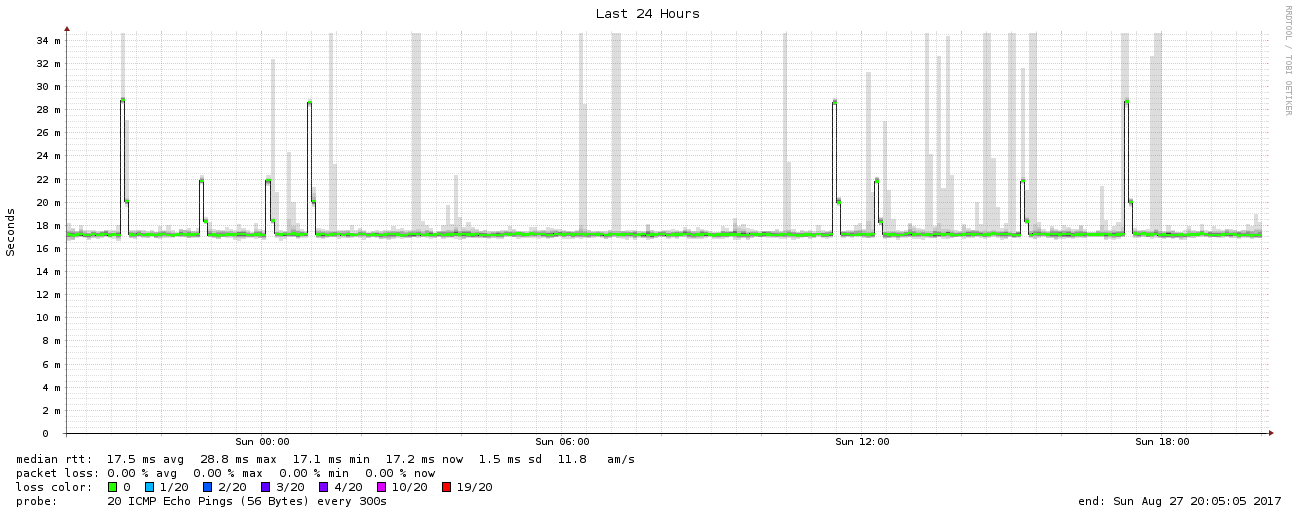 Last 24 Hours
RRDTOOL / TOBI OETIKER
Seconds
34 m
32 m
30 m
28 m
26 m
24 m
22 m
20 m
18 m
16 m
14 m
12 m
10 m
8 m
6 m
4 m
2 m
0
Sun 00:00 Sun 06:00 Sun 12:00 Sun 18:00
median rtt: 17.5 ms avg 28.8 ms max 17.1 ms min 17.2 ms now 1.5 ms sd 11.8 am/s
packet loss: 0.00 % avg 0.00 % max 0.00 % min 0.00 % now
loss color: 0 1/20 2/20 3/20 4/20 10/20 19/20
probe: 20 ICMP Echo Pings (56 Bytes) every 300s end: Sun Aug 27 20:05:05 2017